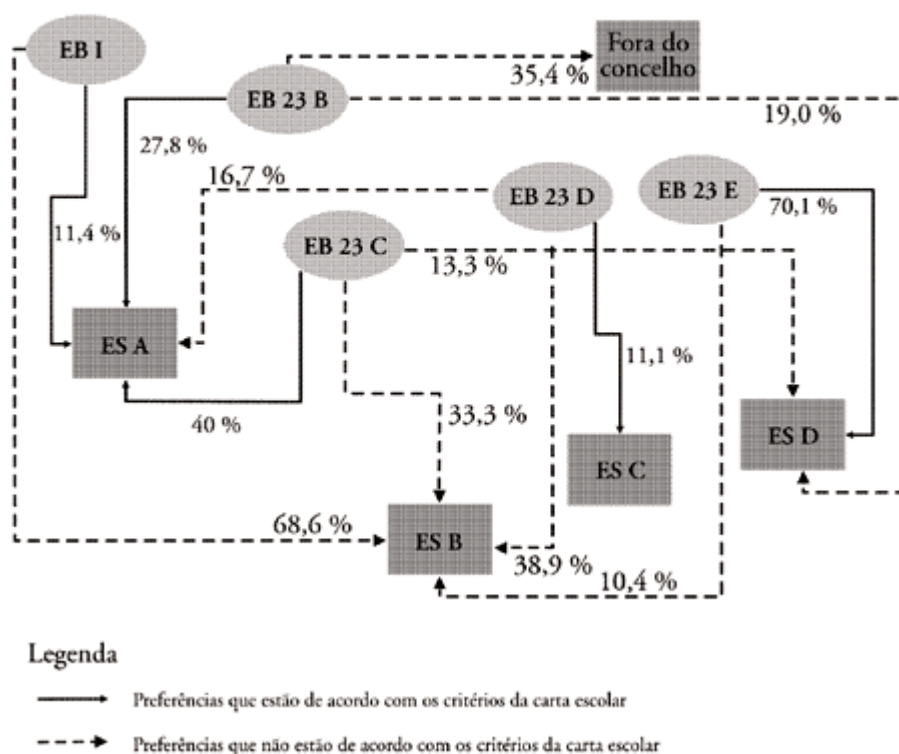 EB I
Fora do
concelho
35,4 %
EB 23 B
19,0 %
27,8 %
16,7 %
EB 23 D
EB 23 E
70,1 %
11,4 %
EB 23 C
13,3 %
ES A
11,1 %
40 %
33,3 %
ES D
ES C
68,6 %
ES B
38,9 %
10,4 %
Legenda
Preferências que estão de acordo com os critérios da carta escolar
Preferências que não estão de acordo com os critérios da carta escolar